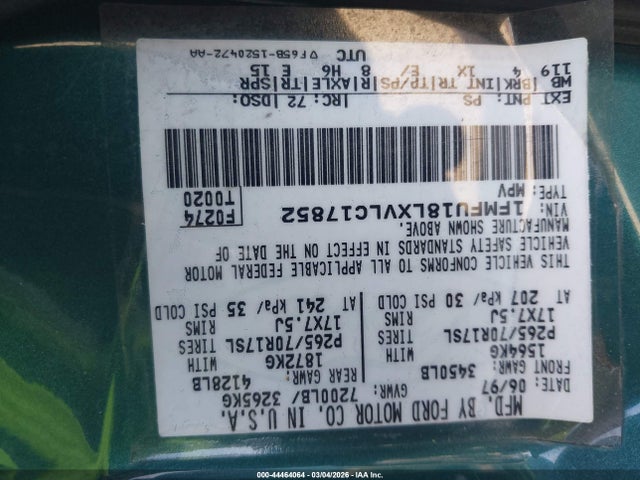 MFD. BY FORD MOTOR CO. IN U.S.A.
DATE: 06/97 GVWR: 7200LB/ 3265KG
FRONT GAWR: 3450LB REAR GAWR: 4128LB
1564KG WITH 1872KG WITH
P265/70R17SL TIRES P265/70R17SL TIRES
17X7.5J RIMS 17X7.5J RIMS
AT 207 kPa/ 30 PSI COLD AT 241 kPa/ 35 PSI COLD
THIS VEHICLE CONFORMS TO ALL APPLICABLE FEDERAL MOTOR
VEHICLE SAFETY STANDARDS IN EFFECT ON THE DATE OF
MANUFACTURE SHOWN ABOVE.
VIN: 1FMFU18LXVLC17852 F0274
TYPE: MPV T0020
EXT PNT: PS RC: 72 DSO:
WB BRK INT TR TP/PS R AXLE TR SPR
119 4 1X E/ 8 H6 E 15
UTC
▽F65B-1520472-AA
000-44464064 | 03/04/2026 - IAA Inc.